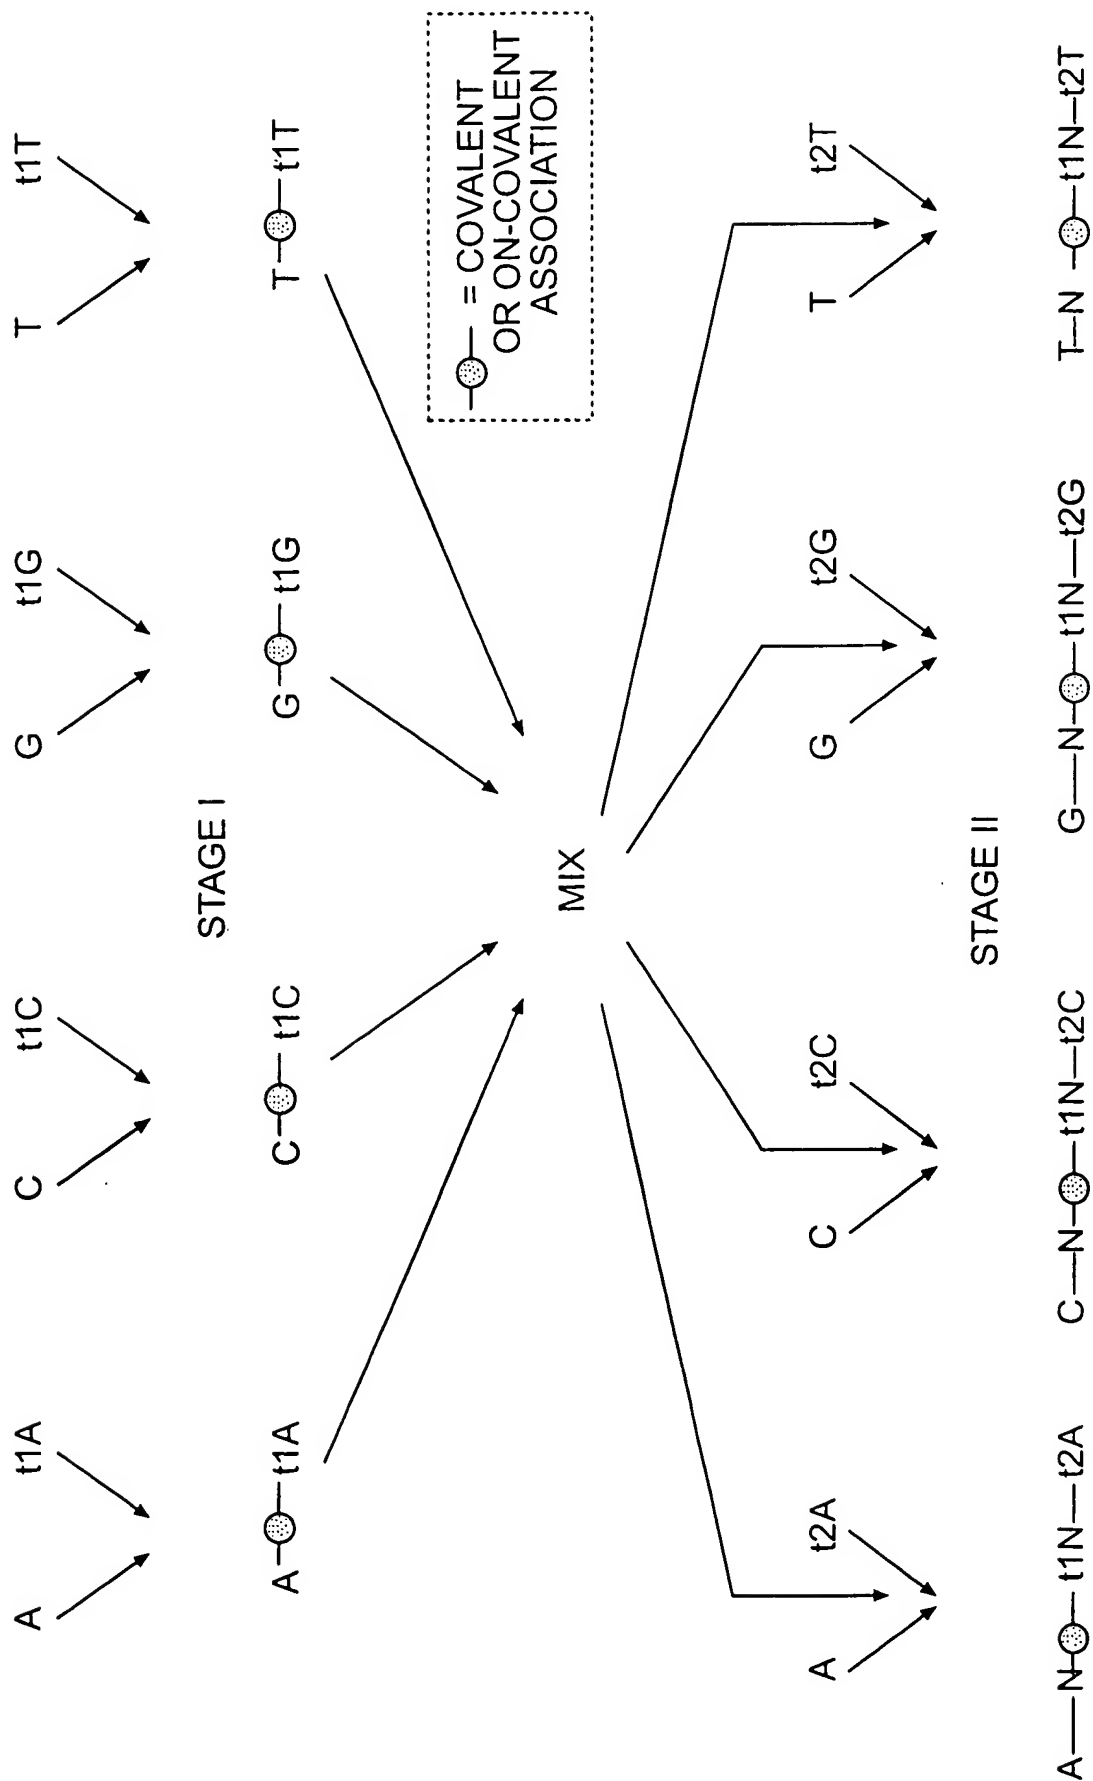 A t1A C t1C G t1G T t1T
STAGE I
A t1A C t1C G t1G T t1T
= COVALENT
OR ON-COVALENT
ASSOCIATION
MIX
A t2A C t2C G t2G T t2T
STAGE II
A—N t1N—t2A C—N t1N—t2C G—N t1N—t2G T—N t1N—t2T